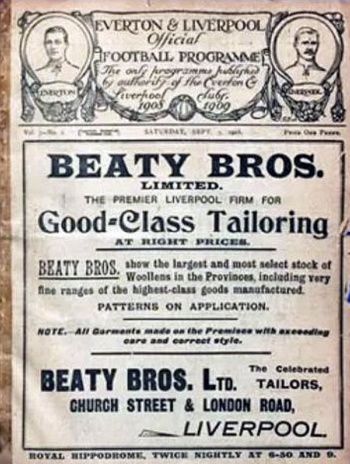 EVERTON & LIVERPOOL
Official
FOOTBALL PROGRAMME
The only programme published
by authority of the Everton &
Liverpool clubs
1908 1909
EVERTON
LIVERPOOL
SATURDAY, SEPT.
PRICE ONE PENNY.
BEATY BROS.
LIMITED.
THE PREMIER LIVERPOOL FIRM FOR
Good-Class Tailoring
AT RIGHT PRICES.
BEATY BROS. show the largest and most select stock of
Woollens in the Provinces, including very
fine ranges of the highest-class goods manufactured.
PATTERNS ON APPLICATION.
NOTE.—All Garments made on the Premises with exceeding
care and correct style.
BEATY BROS. LTD. The Celebrated
TAILORS,
CHURCH STREET & LONDON ROAD,
LIVERPOOL.
ROYAL HIPPODROME, TWICE NIGHTLY AT 6-50 AND 9.